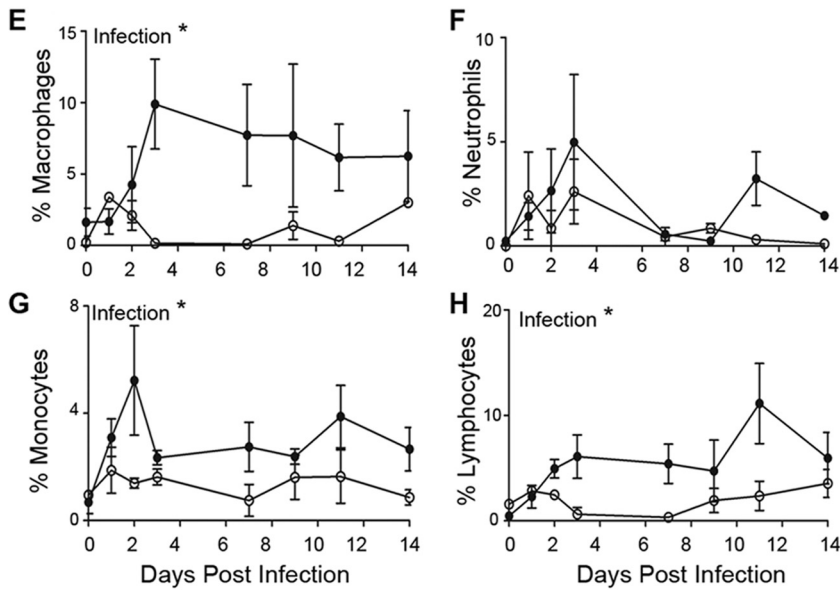 E
Infection *
% Macrophages
15
10
5
0
0 2 4 6 8 10 12 14
F
% Neutrophils
10
5
0
0 2 4 6 8 10 12 14
G
Infection *
% Monocytes
8
4
0
0 2 4 6 8 10 12 14
Days Post Infection
H
Infection *
% Lymphocytes
20
10
0
0 2 4 6 8 10 12 14
Days Post Infection